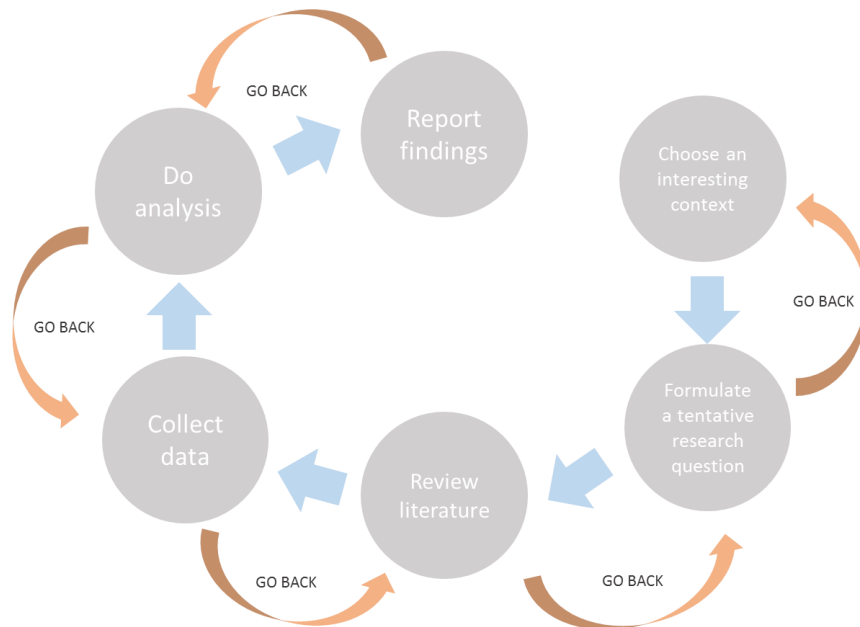 GO BACK
Report
findings
Do
analysis
Choose an
interesting
context
GO BACK
GO BACK
Collect
data
Review
literature
Formulate
a tentative
research
question
GO BACK
GO BACK